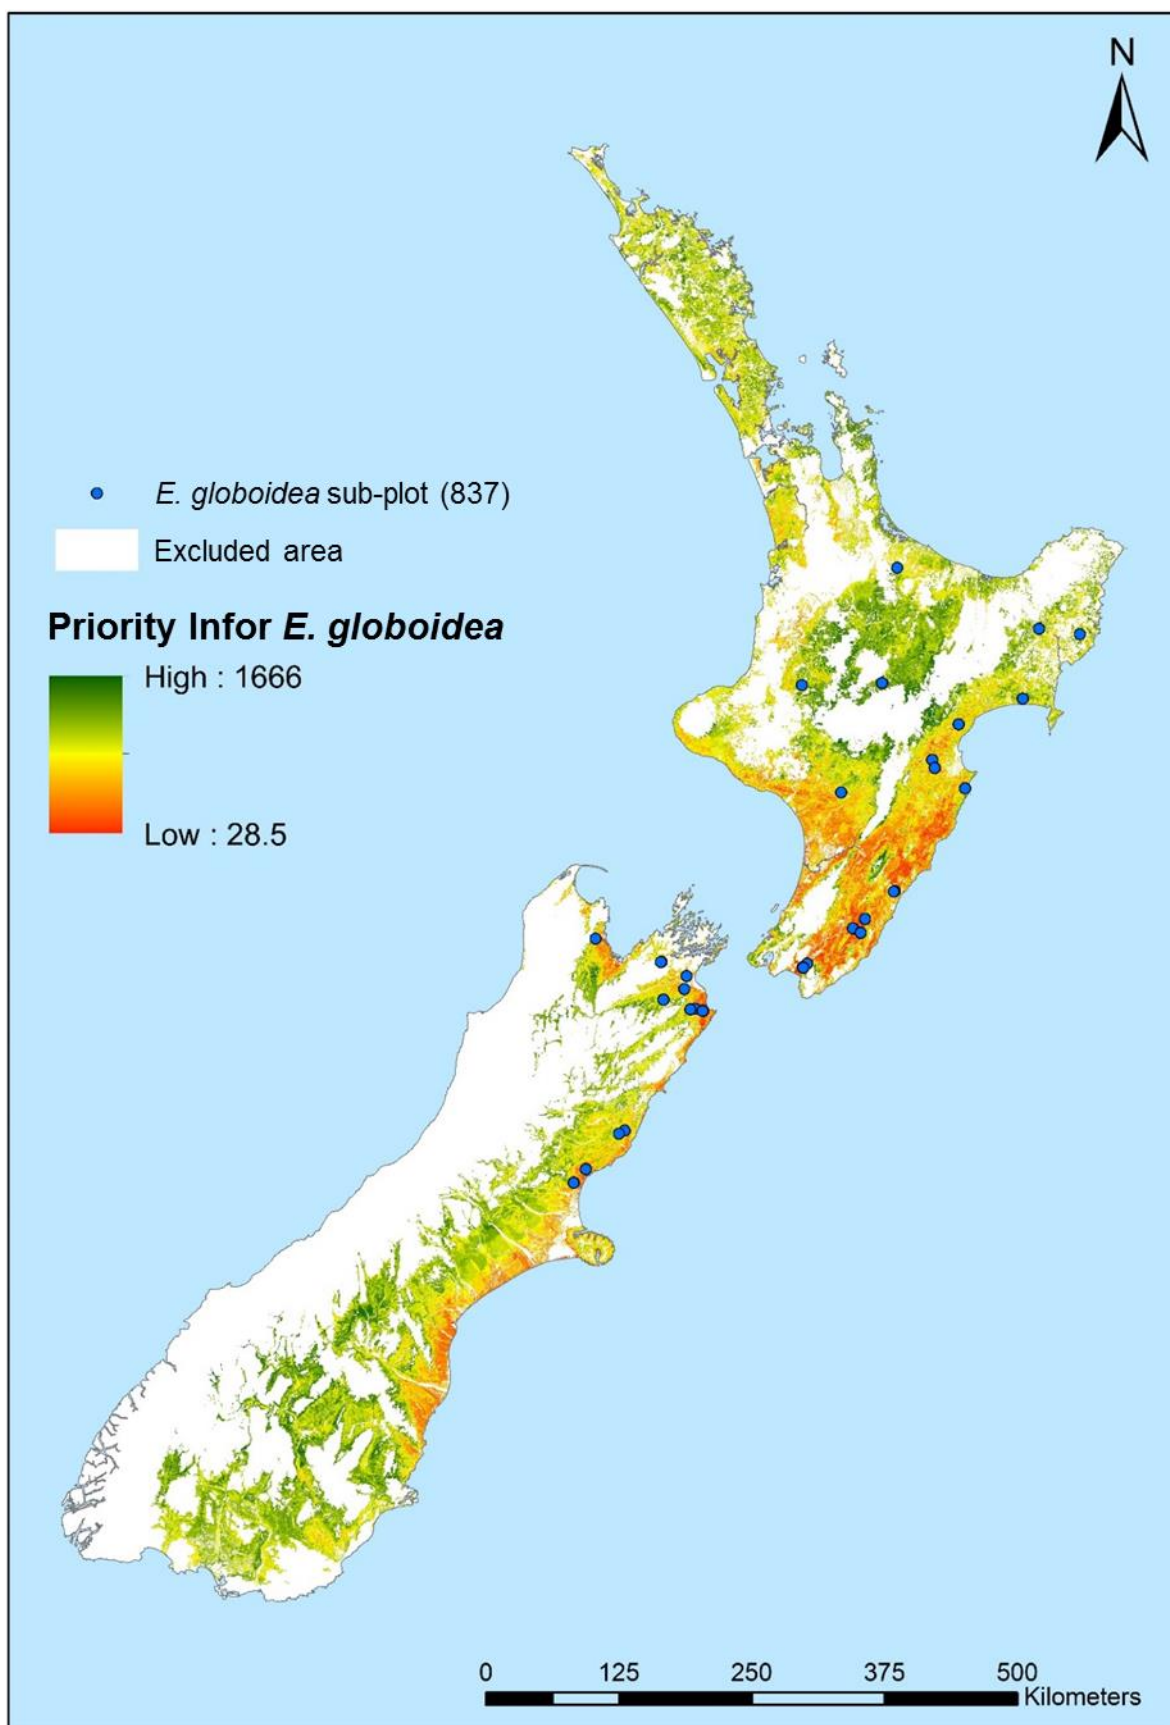 N
E. globoidea sub-plot (837)
Excluded area
Priority Infor E. globoidea
High : 1666
Low : 28.5
0 125 250 375 500
Kilometers